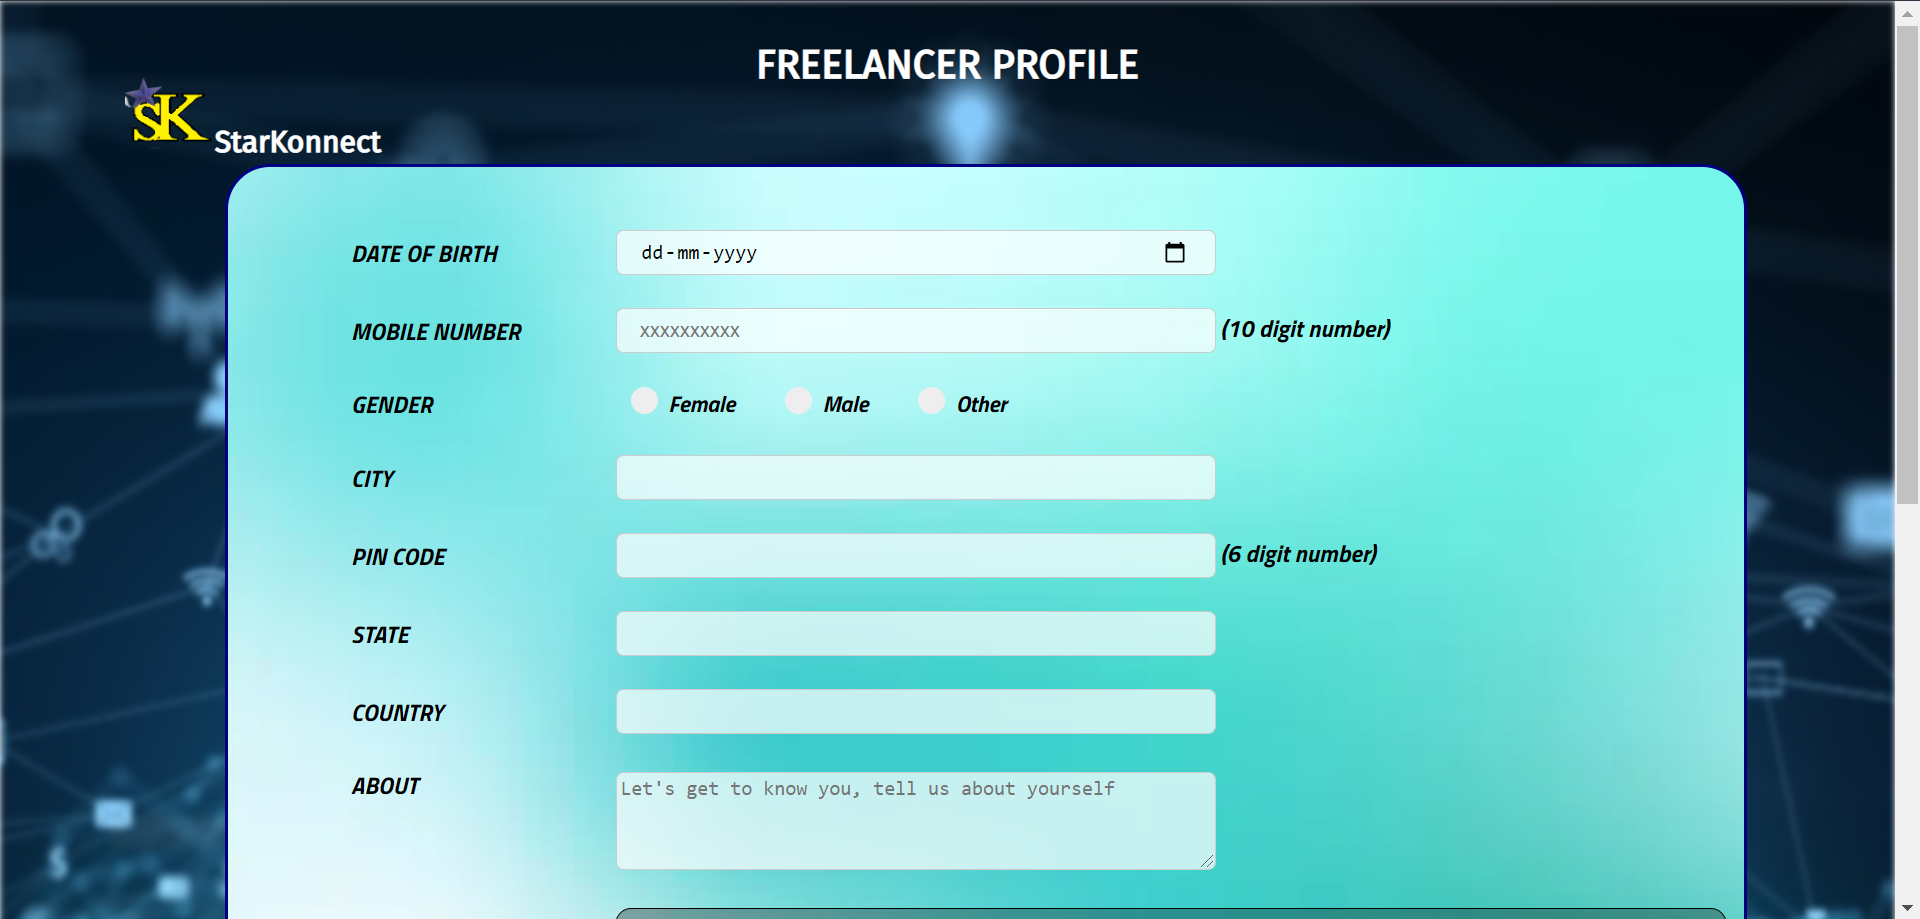 FREELANCER PROFILE
SK StarKonnect
DATE OF BIRTH dd-mm-yyyy
MOBILE NUMBER xxxxxxxxxx (10 digit number)
GENDER Female Male Other
CITY
PIN CODE (6 digit number)
STATE
COUNTRY
ABOUT Let's get to know you, tell us about yourself
$